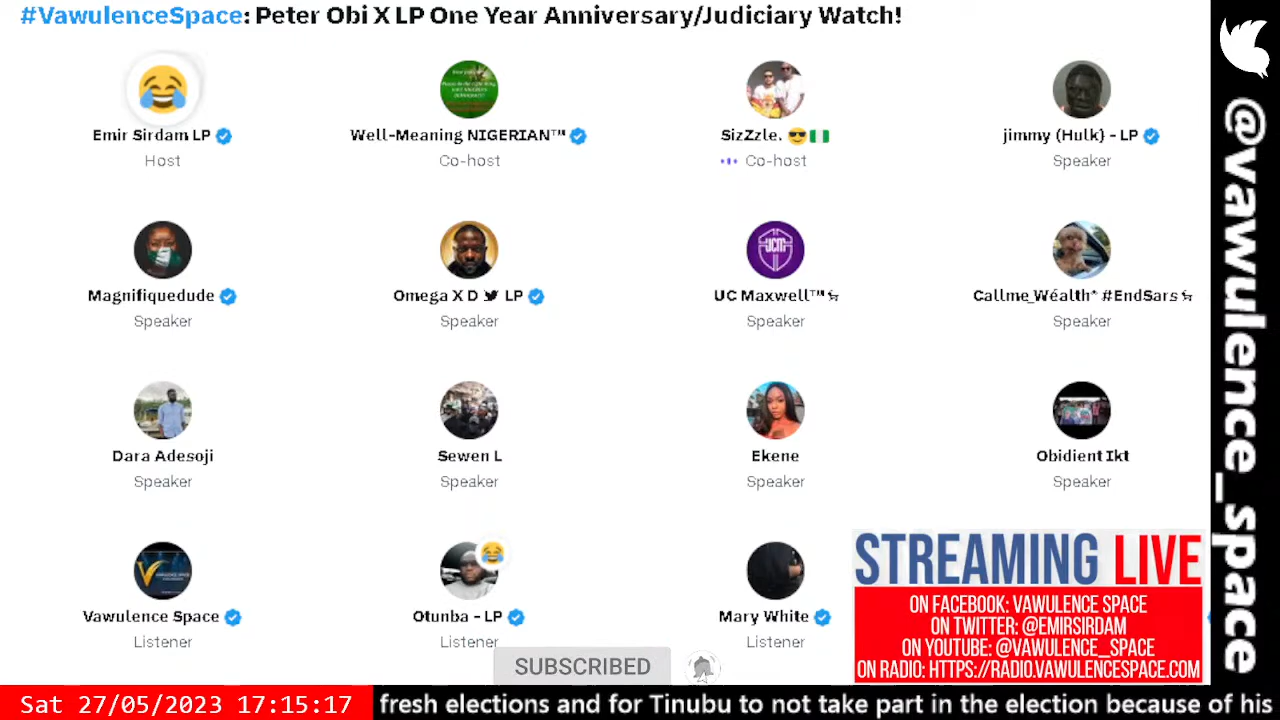 #VawulenceSpace: Peter Obi X LP One Year Anniversary/Judiciary Watch!
Emir Sirdam LP
Host
Well-Meaning NIGERIAN™
Co-host
SizZzle. 😎🇳🇬
Co-host
jimmy (Hulk) - LP
Speaker
Magnifiquedude
Speaker
Omega X D LP
Speaker
UCM
UC Maxwell™
Speaker
Callme_Wéalth* #EndSars
Speaker
Dara Adesoji
Speaker
Sewen L
Speaker
Ekene
Speaker
Obidient Ikt
Speaker
Vawulence Space
Listener
Otunba - LP
Listener
Mary White
Listener
STREAMING LIVE
ON FACEBOOK: VAWULENCE SPACE
ON TWITTER: @EMIRSIRDAM
ON YOUTUBE: @VAWULENCE_SPACE
ON RADIO: HTTPS://RADIO.VAWULENCESPACE.COM
SUBSCRIBED
@vawulence_space
Sat 27/05/2023 17:15:17
fresh elections and for Tinubu to not take part in the election because of his